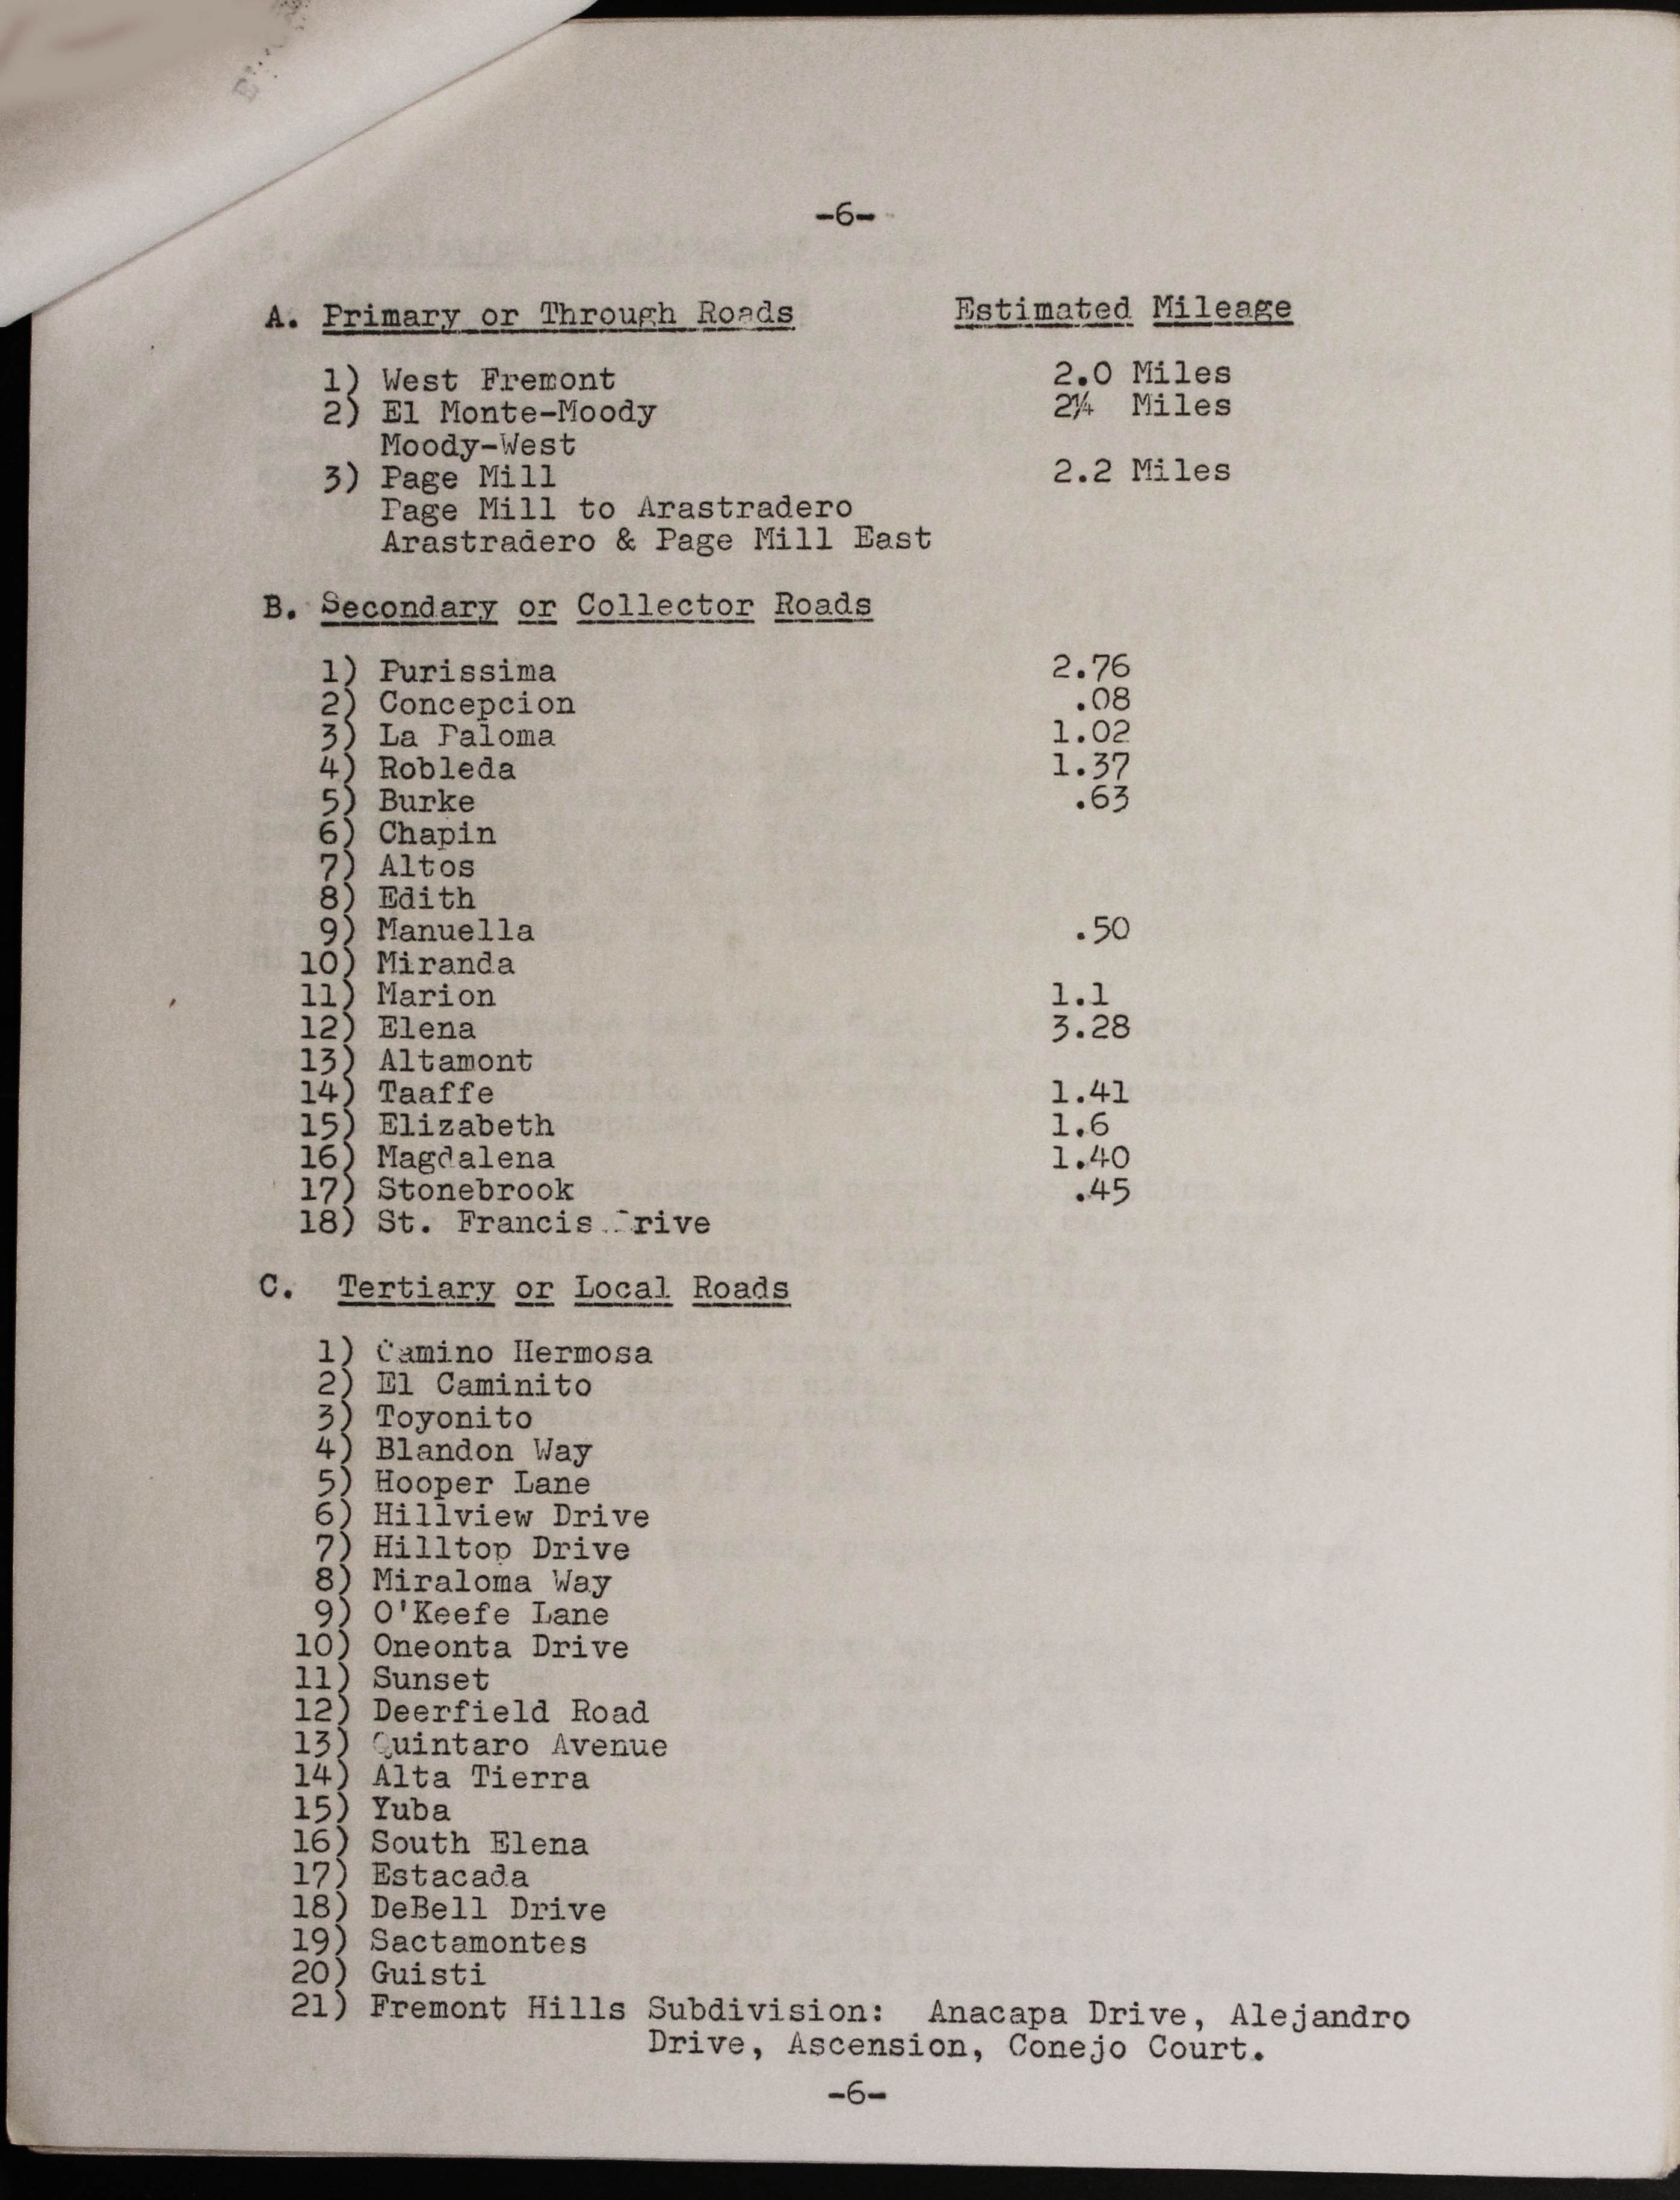 -6-
A. Primary or Through Roads Estimated Mileage
1) West Fremont 2.0 Miles
2) El Monte-Moody 2¼ Miles
Moody-West
3) Page Mill 2.2 Miles
Page Mill to Arastradero
Arastradero & Page Mill East
B. Secondary or Collector Roads
1) Purissima 2.76
2) Concepcion .08
3) La Paloma 1.02
4) Robleda 1.37
5) Burke .63
6) Chapin
7) Altos
8) Edith
9) Manuella .50
10) Miranda
11) Marion 1.1
12) Elena 3.28
13) Altamont
14) Taaffe 1.41
15) Elizabeth 1.6
16) Magdalena 1.40
17) Stonebrook .45
18) St. Francis Drive
C. Tertiary or Local Roads
1) Camino Hermosa
2) El Caminito
3) Toyonito
4) Blandon Way
5) Hooper Lane
6) Hillview Drive
7) Hilltop Drive
8) Miraloma Way
9) O'Keefe Lane
10) Oneonta Drive
11) Sunset
12) Deerfield Road
13) Quintaro Avenue
14) Alta Tierra
15) Yuba
16) South Elena
17) Estacada
18) DeBell Drive
19) Sactamontes
20) Guisti
21) Fremont Hills Subdivision: Anacapa Drive, Alejandro
Drive, Ascension, Conejo Court.
-6-